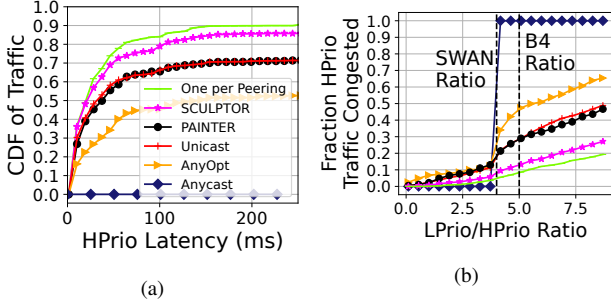 CDF of Traffic
0.9
0.8
0.7
0.6
0.5
0.4
0.3
0.2
0.1
0.0
One per Peering
SCULPTOR
PAINTER
Unicast
AnyOpt
Anycast
0
100
200
HPrio Latency (ms)
(a)
Fraction HPrio
Traffic Congested
1.0
0.9
0.8
0.7
0.6
0.5
0.4
0.3
0.2
0.1
0.0
SWAN
Ratio
B4
Ratio
0.0
2.5
5.0
7.5
LPrio/HPrio Ratio
(b)